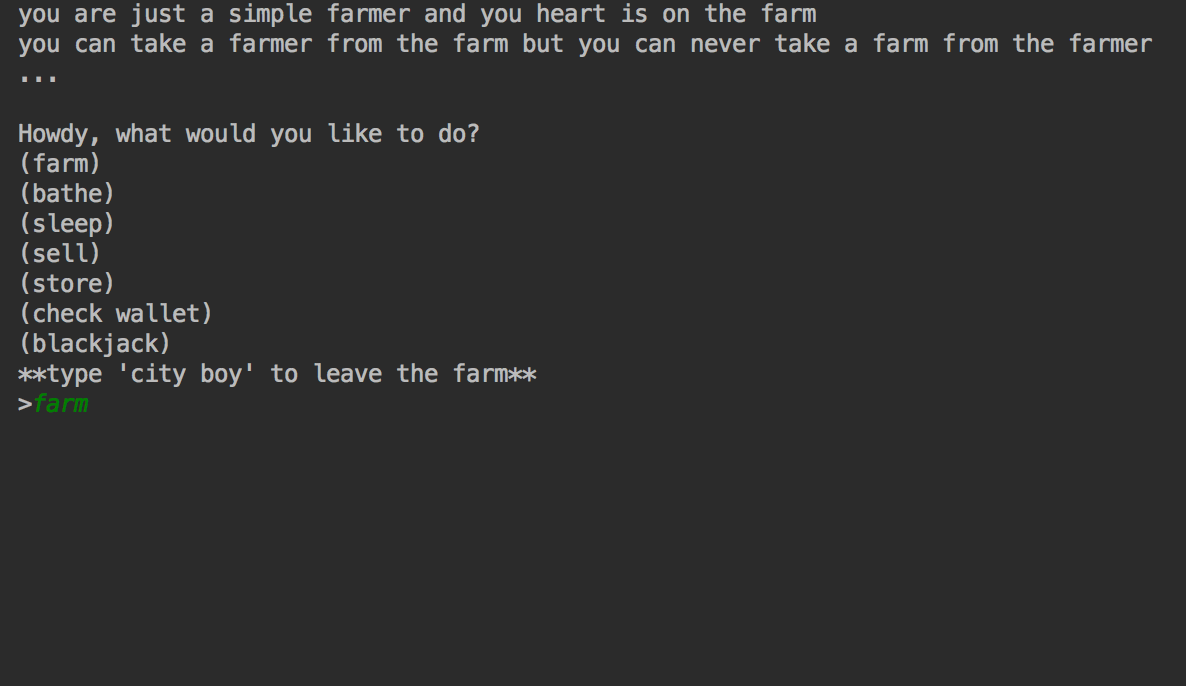 you are just a simple farmer and you heart is on the farm
you can take a farmer from the farm but you can never take a farm from the farmer
...
Howdy, what would you like to do?
(farm)
(bathe)
(sleep)
(sell)
(store)
(check wallet)
(blackjack)
**type 'city boy' to leave the farm**
>farm